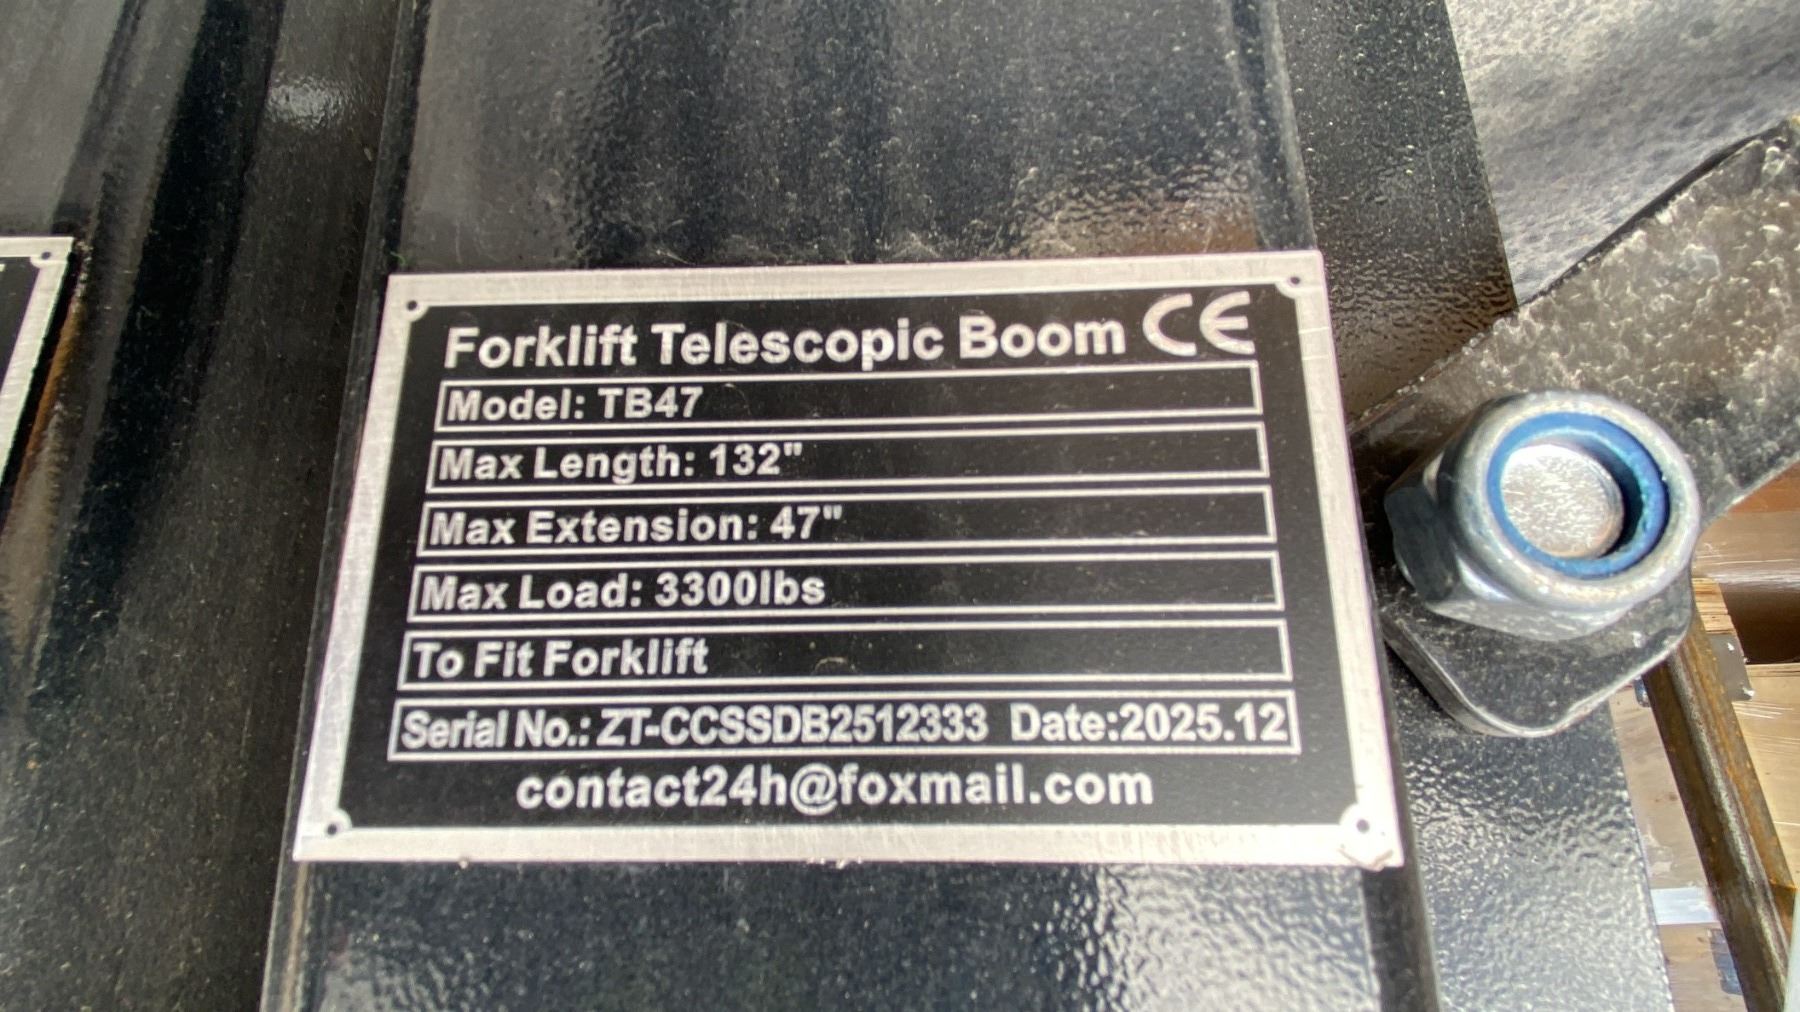 Forklift Telescopic Boom CE
Model: TB47
Max Length: 132"
Max Extension: 47"
Max Load: 3300lbs
To Fit Forklift
Serial No.: ZT-CCSSDB2512333 Date:2025.12
contact24h@foxmail.com